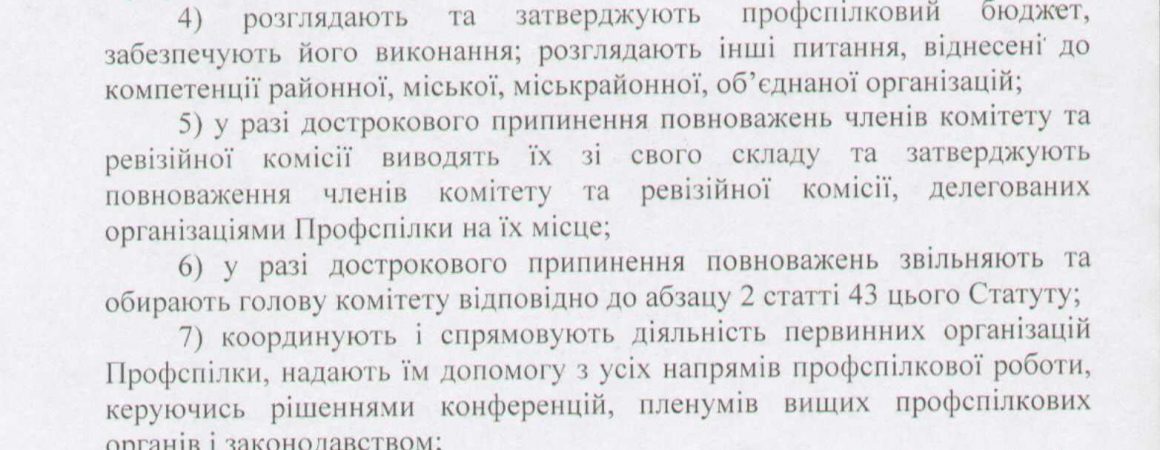 4) розглядають та затверджують профспілковий бюджет,
забезпечують його виконання; розглядають інші питання, віднесені до
компетенції районної, міської, міськрайонної, об’єднаної організацій;
5) у разі дострокового припинення повноважень членів комітету та
ревізійної комісії виводять їх зі свого складу та затверджують
повноваження членів комітету та ревізійної комісії, делегованих
організаціями Профспілки на їх місце;
6) у разі дострокового припинення повноважень звільняють та
обирають голову комітету відповідно до абзацу 2 статті 43 цього Статуту;
7) координують і спрямовують діяльність первинних організацій
Профспілки, надають їм допомогу з усіх напрямів профспілкової роботи,
керуючись рішеннями конференцій, пленумів вищих профспілкових
органів і законодавством;